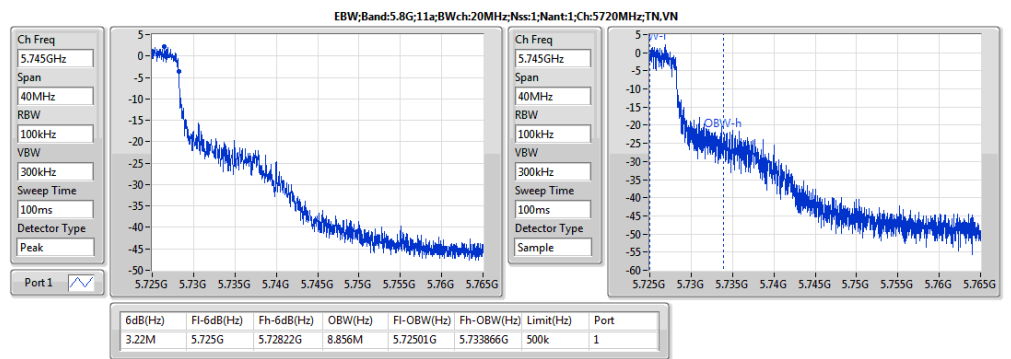 EBW;Band:5.8G;11a;BWch:20MHz;Nss:1;Nant:1;Ch:5720MHz;TN,VN
Ch Freq
5.745GHz
Span
40MHz
RBW
100kHz
VBW
300kHz
Sweep Time
100ms
Detector Type
Peak
Port 1
5
0
-5
-10
-15
-20
-25
-30
-35
-40
-45
-50
5.725G 5.73G 5.735G 5.74G 5.745G 5.75G 5.755G 5.76G 5.765G
Ch Freq
5.745GHz
Span
40MHz
RBW
100kHz
VBW
300kHz
Sweep Time
100ms
Detector Type
Sample
5
0
-5
-10
-15
-20
-25
-30
-35
-40
-45
-50
-55
-60
OBW-h
5.725G 5.73G 5.735G 5.74G 5.745G 5.75G 5.755G 5.76G 5.765G
6dB(Hz) Fl-6dB(Hz) Fh-6dB(Hz) OBW(Hz) Fl-OBW(Hz) Fh-OBW(Hz) Limit(Hz) Port
3.22M 5.725G 5.72822G 8.856M 5.72501G 5.733866G 500k 1